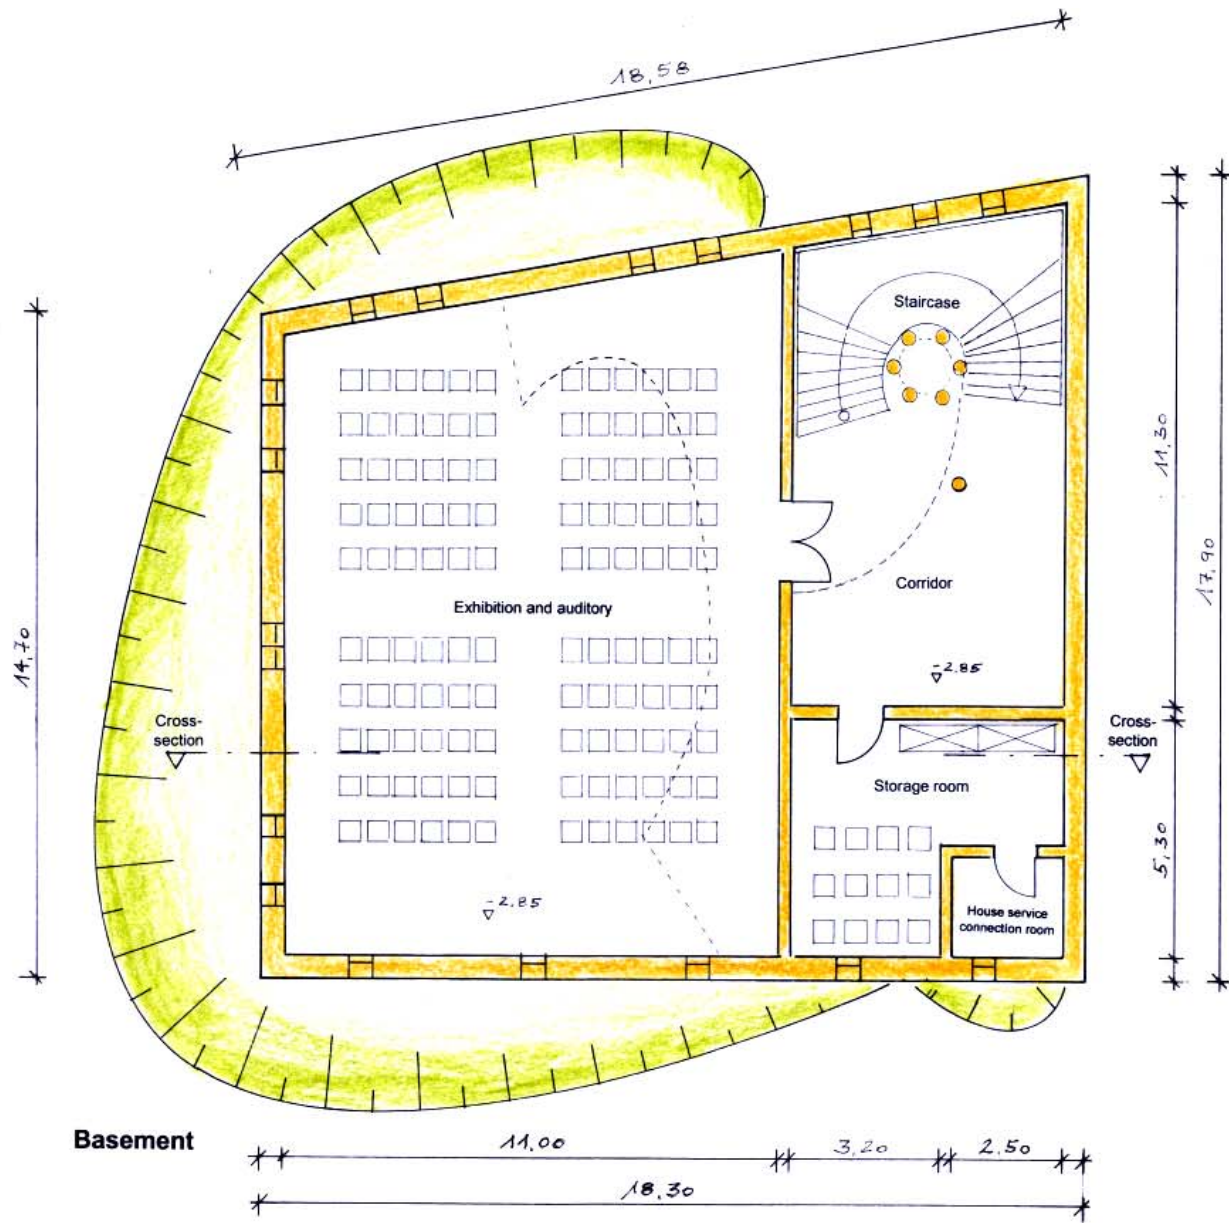 18,58
Staircase
11,30
17,90
Corridor
Exhibition and auditory
14,70
-2.85
Cross-
section
Cross-
section
Storage room
5,30
-2,85
House service
connection room
Basement
11,00
3,20
2.50
18,30